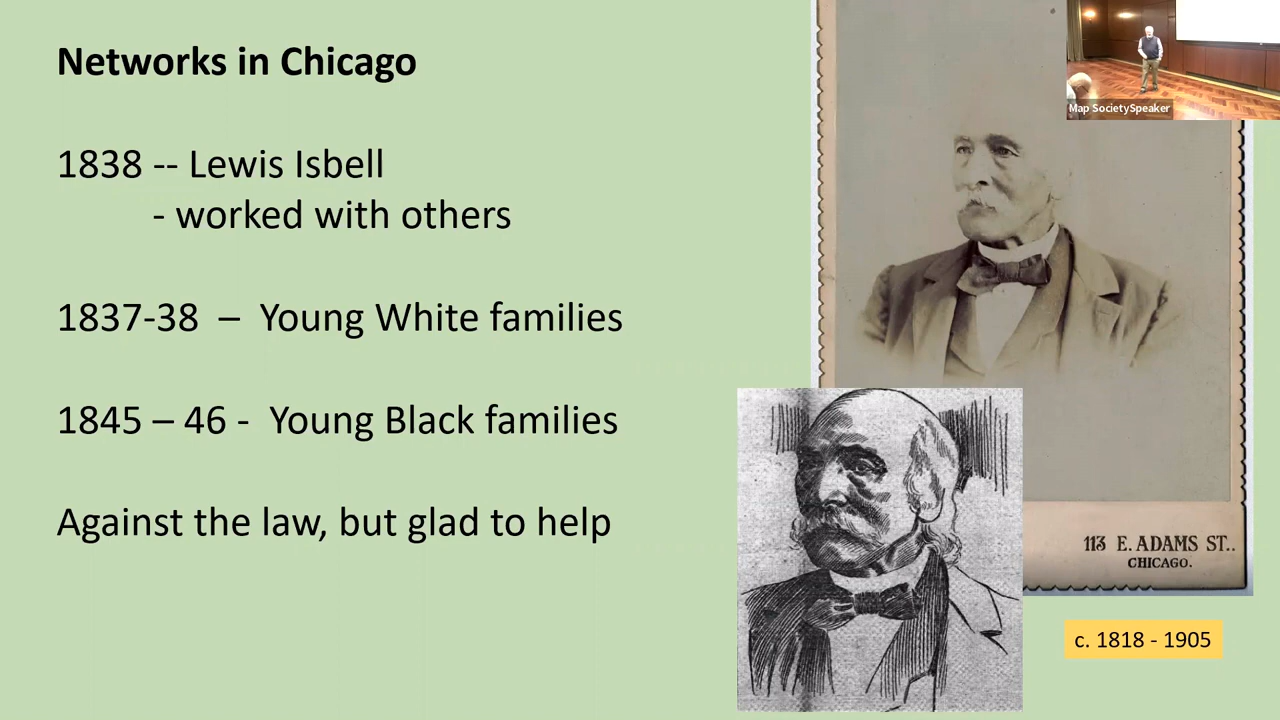 Networks in Chicago
1838 -- Lewis Isbell
- worked with others
1837-38 – Young White families
1845 – 46 - Young Black families
Against the law, but glad to help
Map SocietySpeaker
113 E. ADAMS ST..
CHICAGO.
c. 1818 - 1905